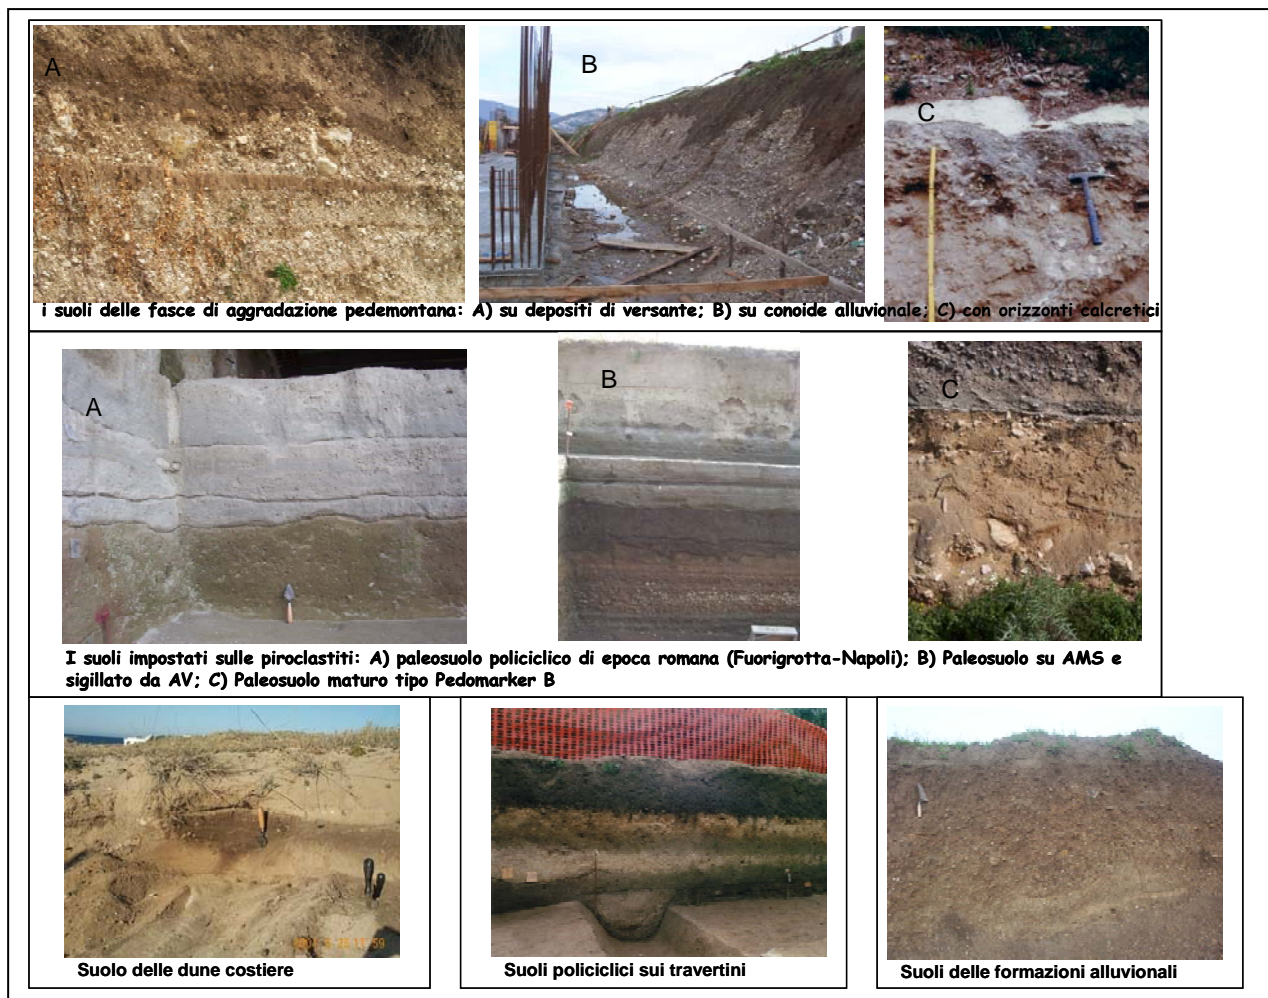 A
B
C
i suoli delle fasce di aggradazione pedemontana: A) su depositi di versante; B) su conoide alluvionale; C) con orizzonti calcretici
A
B
C
I suoli impostati sulle piroclastiti: A) paleosuolo policiclico di epoca romana (Fuorigrotta-Napoli); B) Paleosuolo su AMS e
sigillato da AV; C) Paleosuolo maturo tipo Pedomarker B
Suolo delle dune costiere
Suoli policiclici sui travertini
Suoli delle formazioni alluvionali